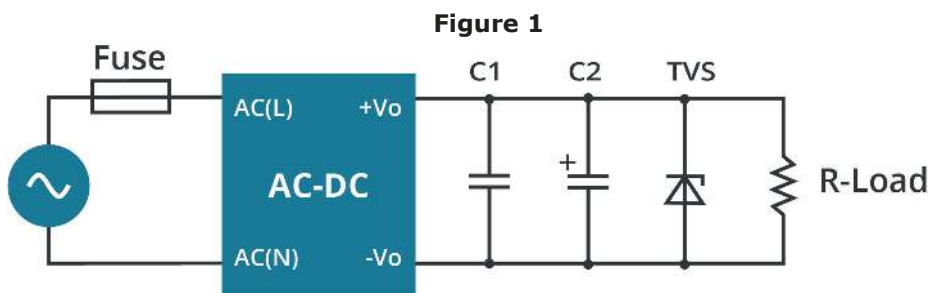 Figure 1
Fuse
C1 C2 TVS
AC(L) +Vo
+
AC-DC
R-Load
AC(N) -Vo